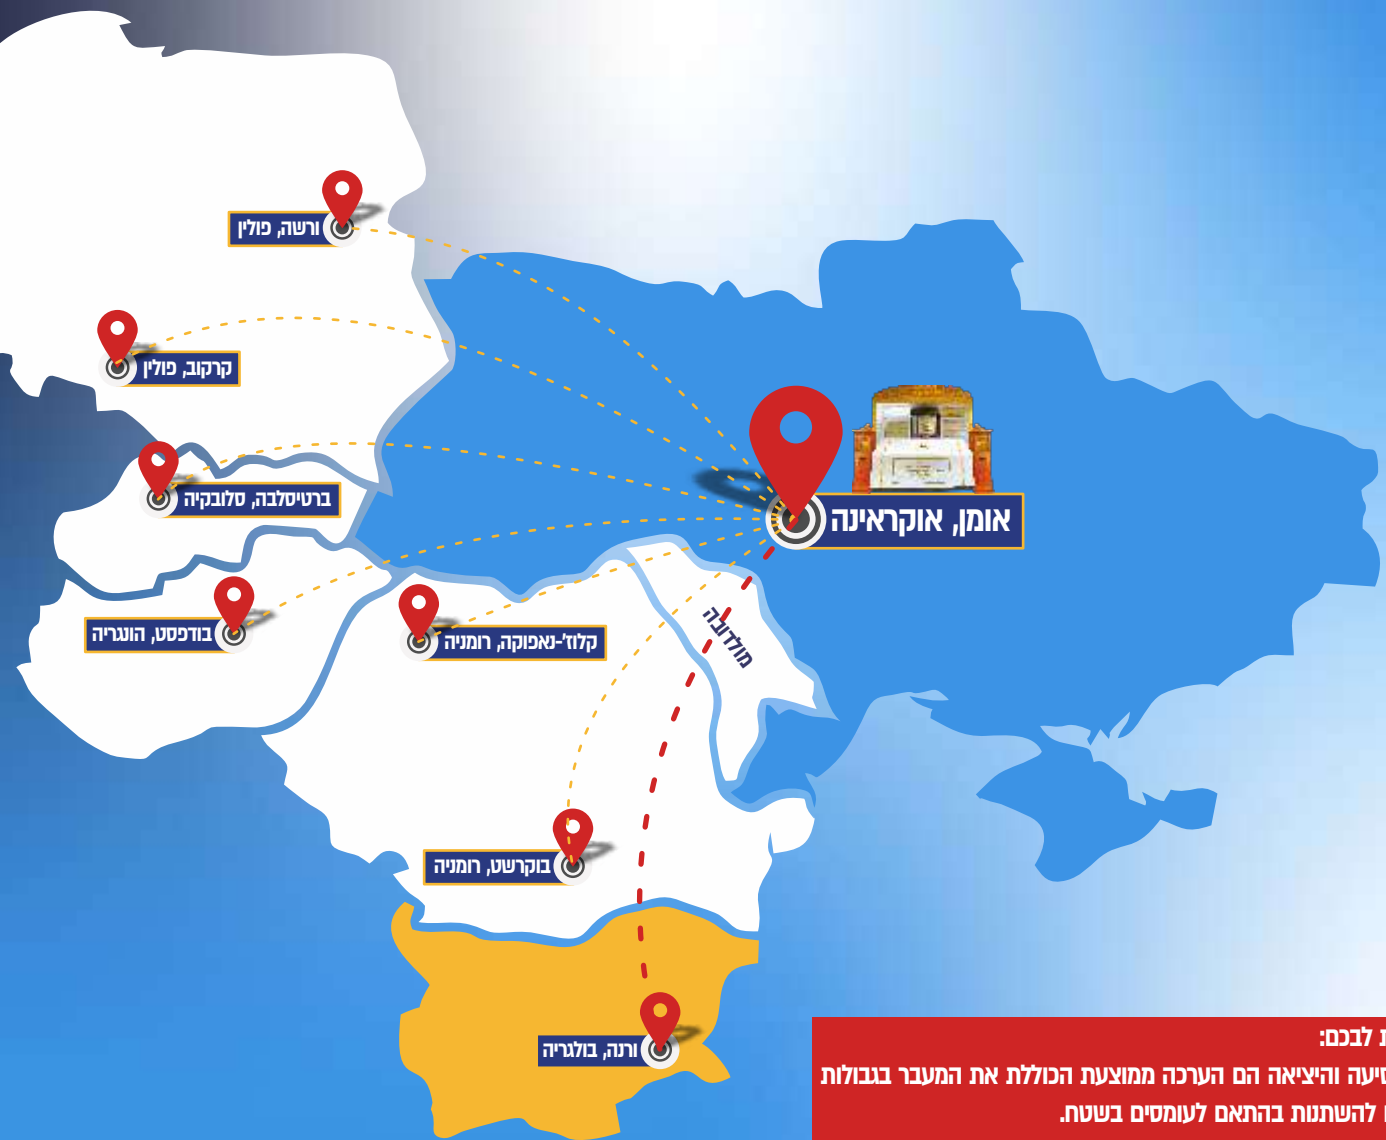 ורשה, פולין
קרקוב, פולין
ברטיסלבה, סלובקיה
אומן, אוקראינה
בודפסט, הונגריה
קלוז'-נאפוקה, רומניה
מולדובה
בוקרשט, רומניה
ורנה, בולגריה
לבכם:
והיציאה הם הערכה ממוצעת הכוללת את המעבר בגבולות
להשתנות בהתאם לעומסים בשטח.